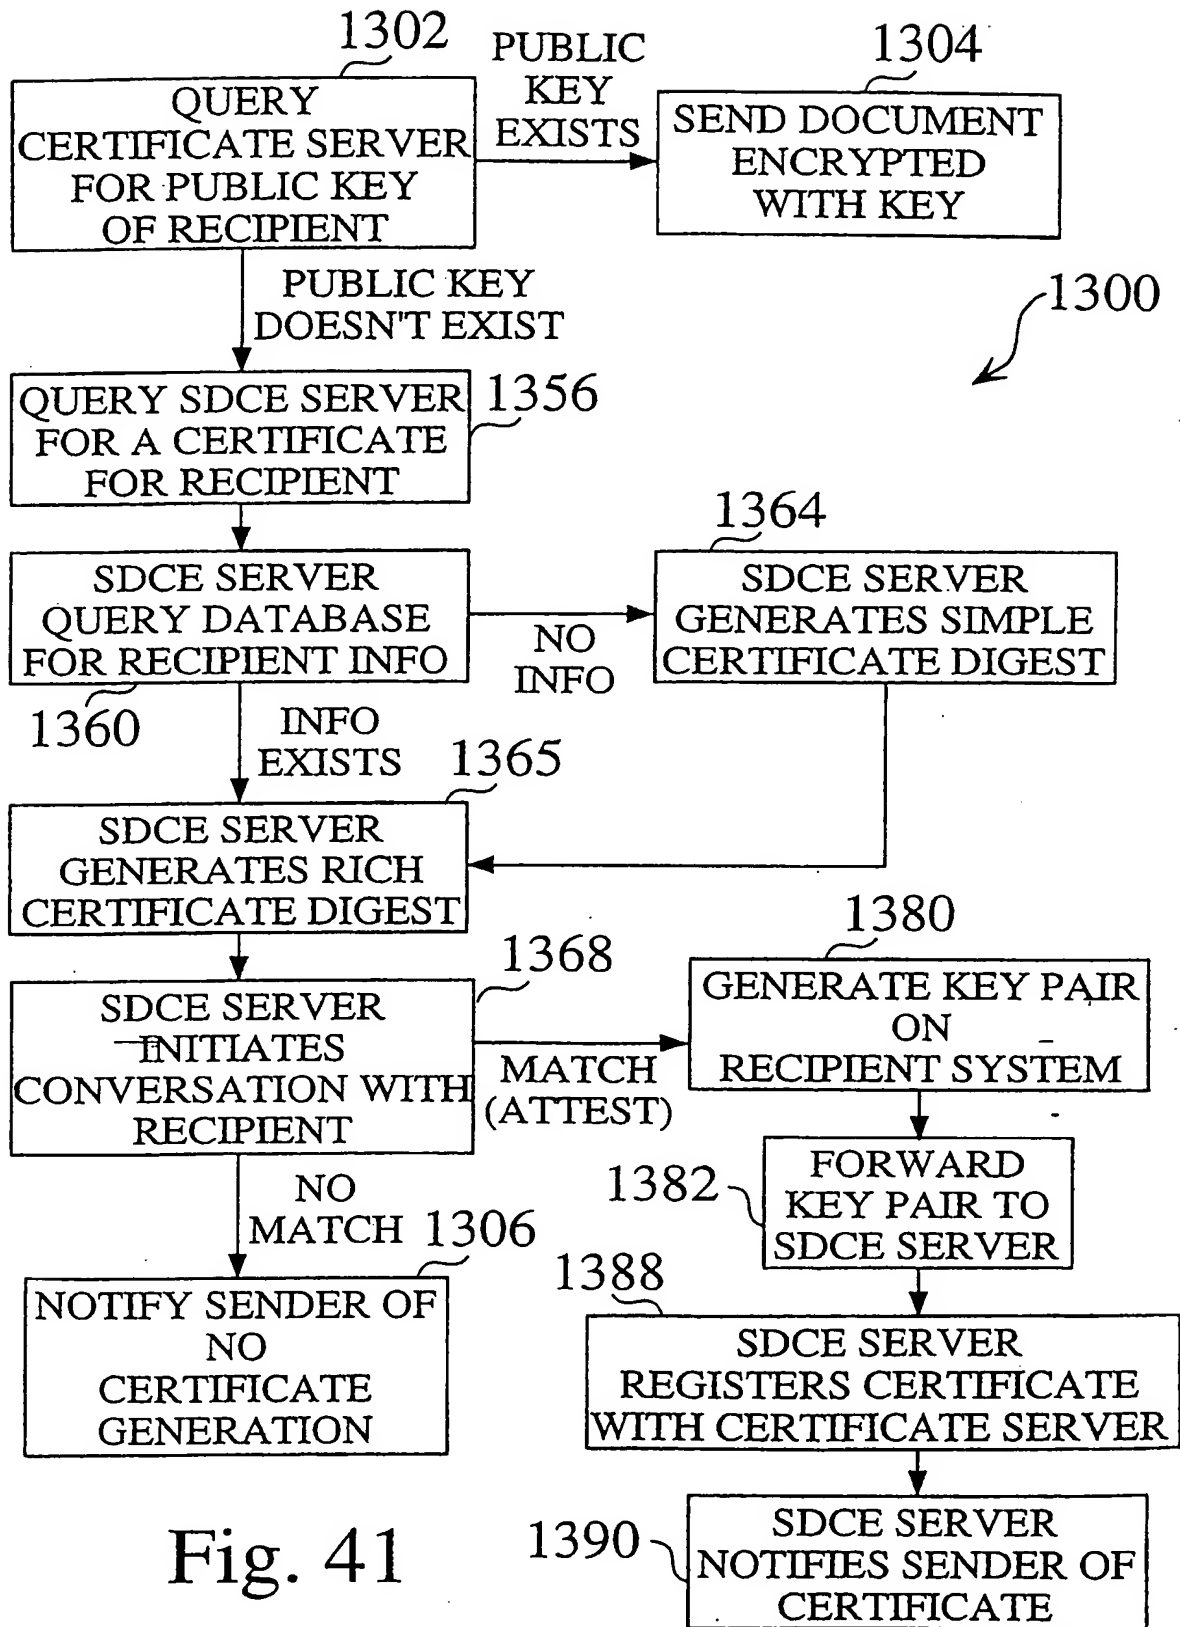 1302
QUERY
CERTIFICATE SERVER
FOR PUBLIC KEY
OF RECIPIENT
PUBLIC
KEY
EXISTS
1304
SEND DOCUMENT
ENCRYPTED
WITH KEY
PUBLIC KEY
DOESN'T EXIST
1300
QUERY SDCE SERVER
FOR A CERTIFICATE
FOR RECIPIENT
1356
SDCE SERVER
QUERY DATABASE
FOR RECIPIENT INFO
1360
NO
INFO
1364
SDCE SERVER
GENERATES SIMPLE
CERTIFICATE DIGEST
INFO
EXISTS
1365
SDCE SERVER
GENERATES RICH
CERTIFICATE DIGEST
1368
SDCE SERVER
INITIATES
CONVERSATION WITH
RECIPIENT
MATCH
(ATTEST)
1380
GENERATE KEY PAIR
ON
RECIPIENT SYSTEM
NO
MATCH
1306
NOTIFY SENDER OF
NO
CERTIFICATE
GENERATION
1382
FORWARD
KEY PAIR TO
SDCE SERVER
1388
SDCE SERVER
REGISTERS CERTIFICATE
WITH CERTIFICATE SERVER
1390
SDCE SERVER
NOTIFIES SENDER OF
CERTIFICATE
Fig. 41